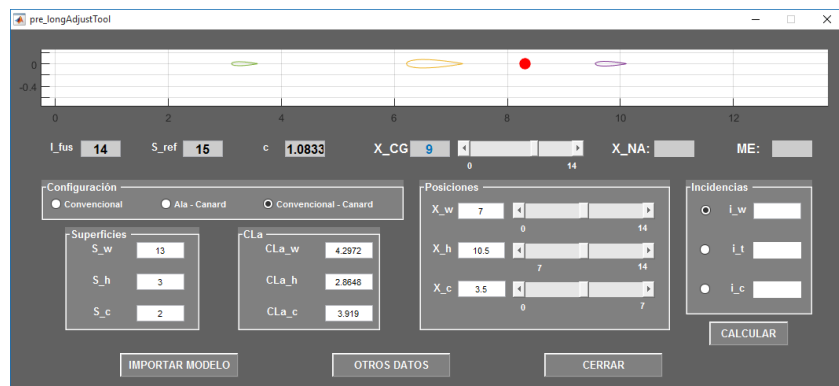 pre_longAdjustTool
0
-0.4
0 2 4 6 8 10 12
l_fus 14 S_ref 15 c 1.0833 X_CG 9 X_NA: ME:
0 14
Configuración
Convencional Ala - Canard Convencional - Canard
Superficies
S_w 13
S_h 3
S_c 2
CLa
CLa_w 4.2972
CLa_h 2.8648
CLa_c 3.919
Posiciones
X_w 7
0 14
X_h 10.5
7 14
X_c 3.5
0 7
Incidencias
i_w
i_t
i_c
CALCULAR
IMPORTAR MODELO OTROS DATOS CERRAR